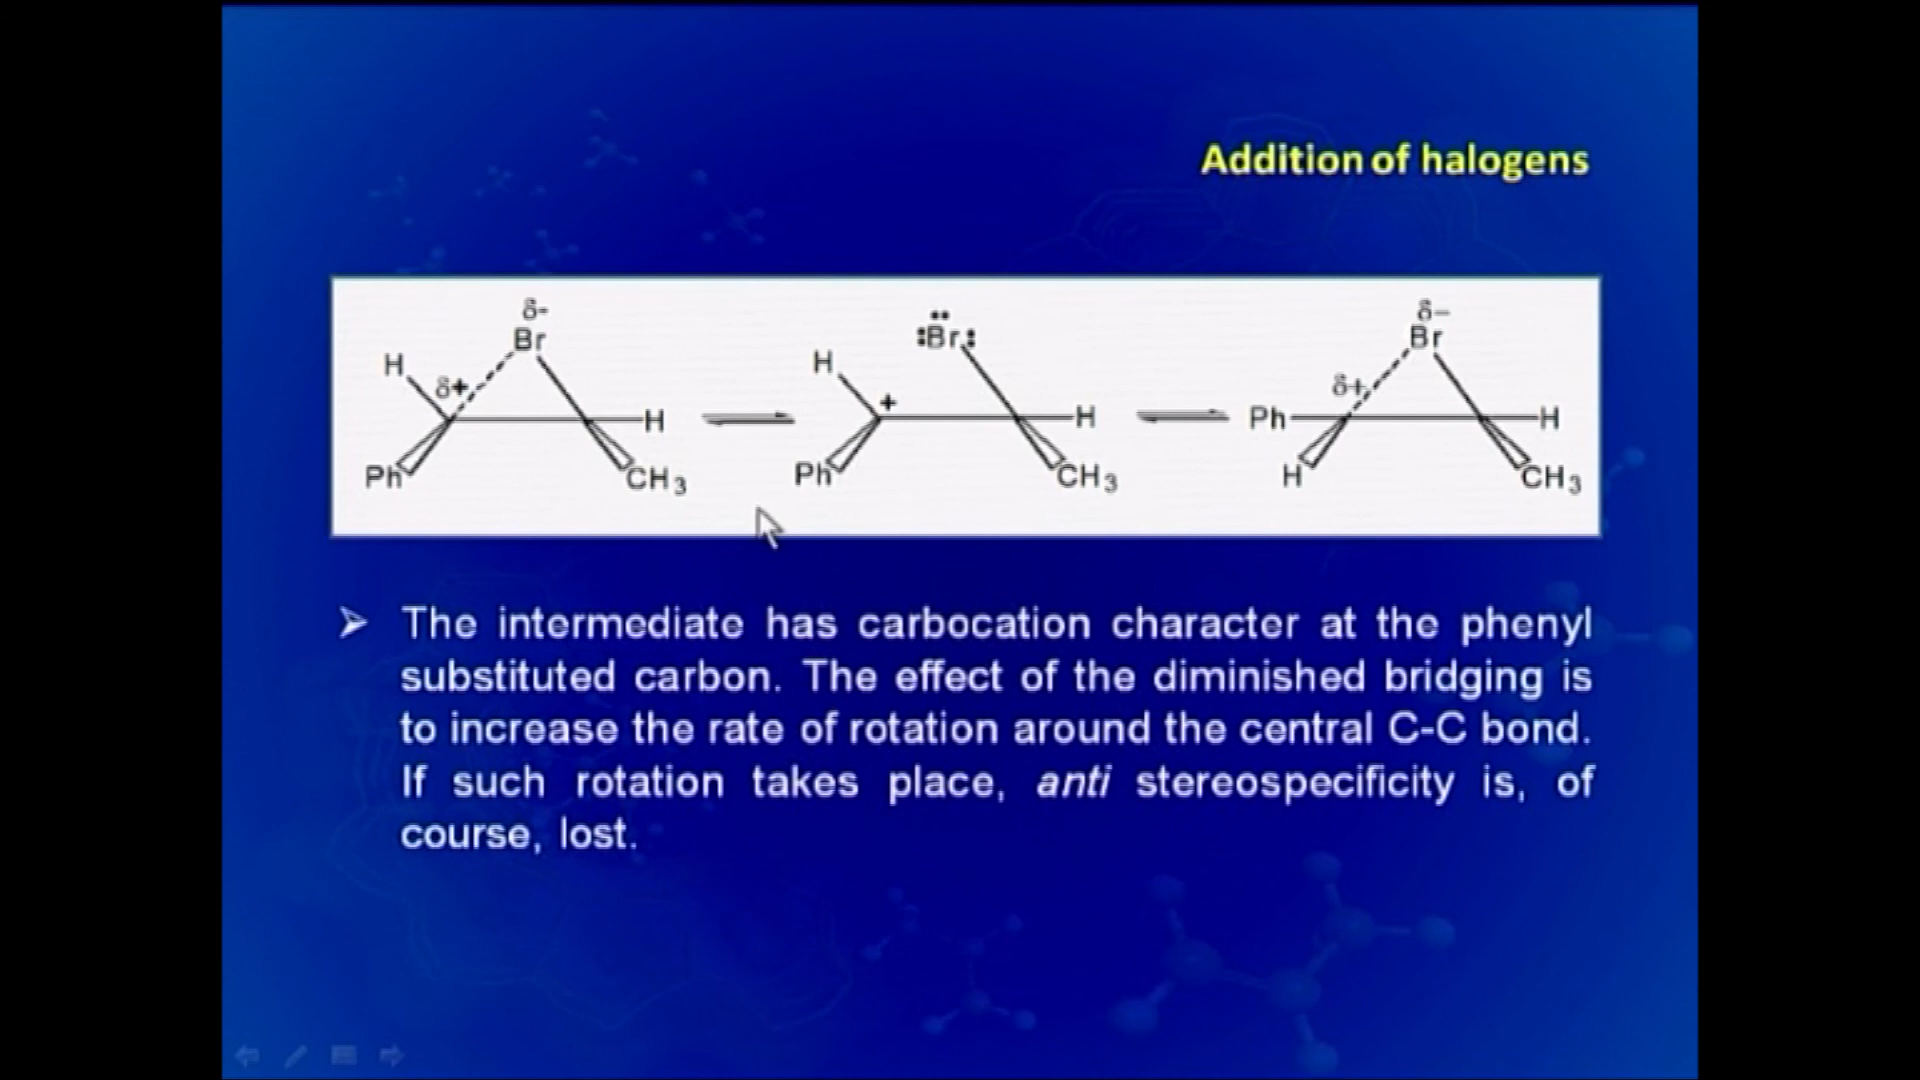 Addition of halogens
δ- δ-
Br :Br: Br
H H
δ+ + δ+
H H Ph H
Ph CH3 Ph CH3 H CH3
➢ The intermediate has carbocation character at the phenyl
substituted carbon. The effect of the diminished bridging is
to increase the rate of rotation around the central C-C bond.
If such rotation takes place, anti stereospecificity is, of
course, lost.